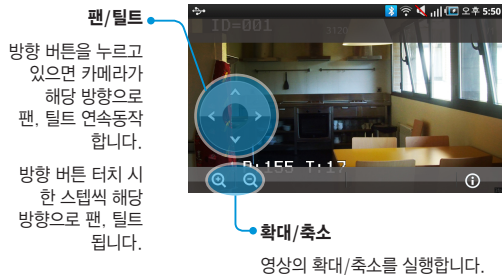 팬/틸트
방향 버튼을 누르고
있으면 카메라가
해당 방향으로
팬, 틸트 연속동작
합니다.
방향 버튼 터치 시
한 스텝씩 해당
방향으로 팬, 틸트
됩니다.
오후 5:50
ID=001
P:155 T:17
확대/축소
영상의 확대/축소를 실행합니다.